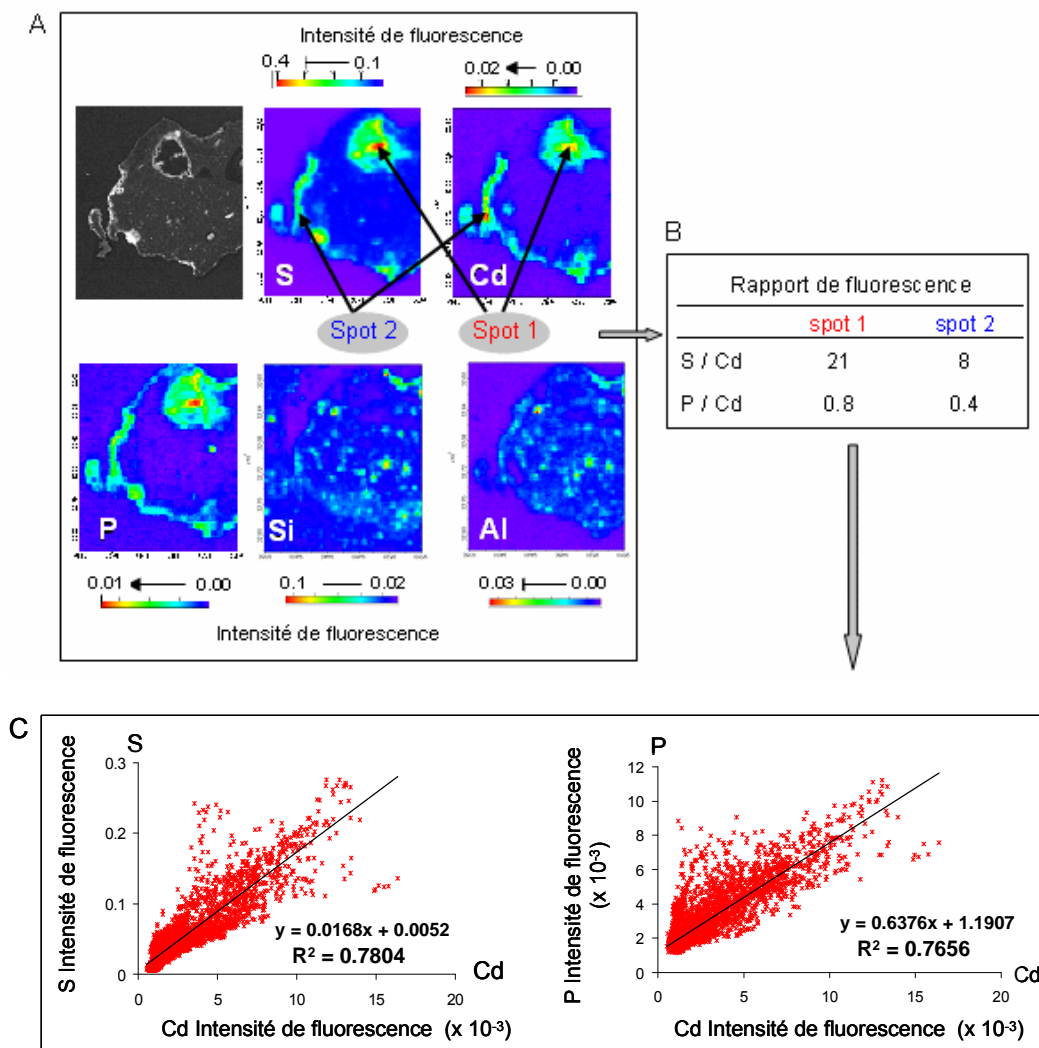 A
Intensité de fluorescence
0.4 0.1
0.02 0.00
S
Cd
Spot 2
Spot 1
P
Si
Al
0.01 0.00
0.1 0.02
0.03 0.00
Intensité de fluorescence
B
Rapport de fluorescence
spot 1 spot 2
S / Cd 21 8
P / Cd 0.8 0.4
C
S
S Intensité de fluorescence
0.3
0.2
0.1
0
y = 0.0168x + 0.0052
R² = 0.7804
Cd
0 5 10 15 20
Cd Intensité de fluorescence (x 10⁻³)
P
P Intensité de fluorescence
(x 10⁻³)
12
10
8
6
4
2
0
y = 0.6376x + 1.1907
R² = 0.7656
Cd
0 5 10 15 20
Cd Intensité de fluorescence (x 10⁻³)